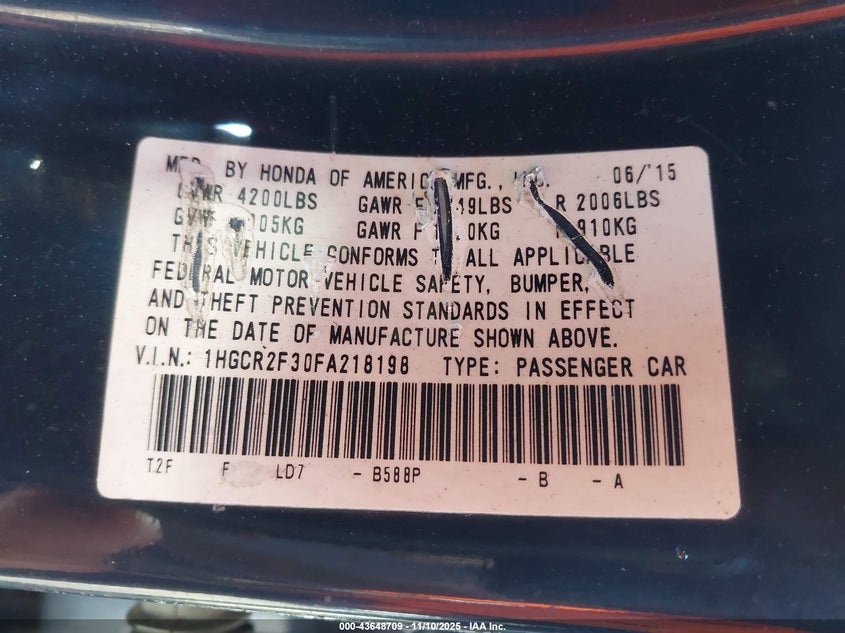 BY HONDA OF AMERIC MFG., 06/'15
4200LBS GAWR 19LBS R 2006LBS
05KG GAWR F 0KG 910KG
VEHICLE CONFORMS ALL APPLICABLE
FEDERAL MOTOR VEHICLE SAFETY, BUMPER,
AND THEFT PREVENTION STANDARDS IN EFFECT
ON THE DATE OF MANUFACTURE SHOWN ABOVE.
V.I.N.: 1HGCR2F30FA218198 TYPE: PASSENGER CAR
T2F F LD7 - B588P - B - A
000-43648709 - 11/10/2025 - IAA Inc.